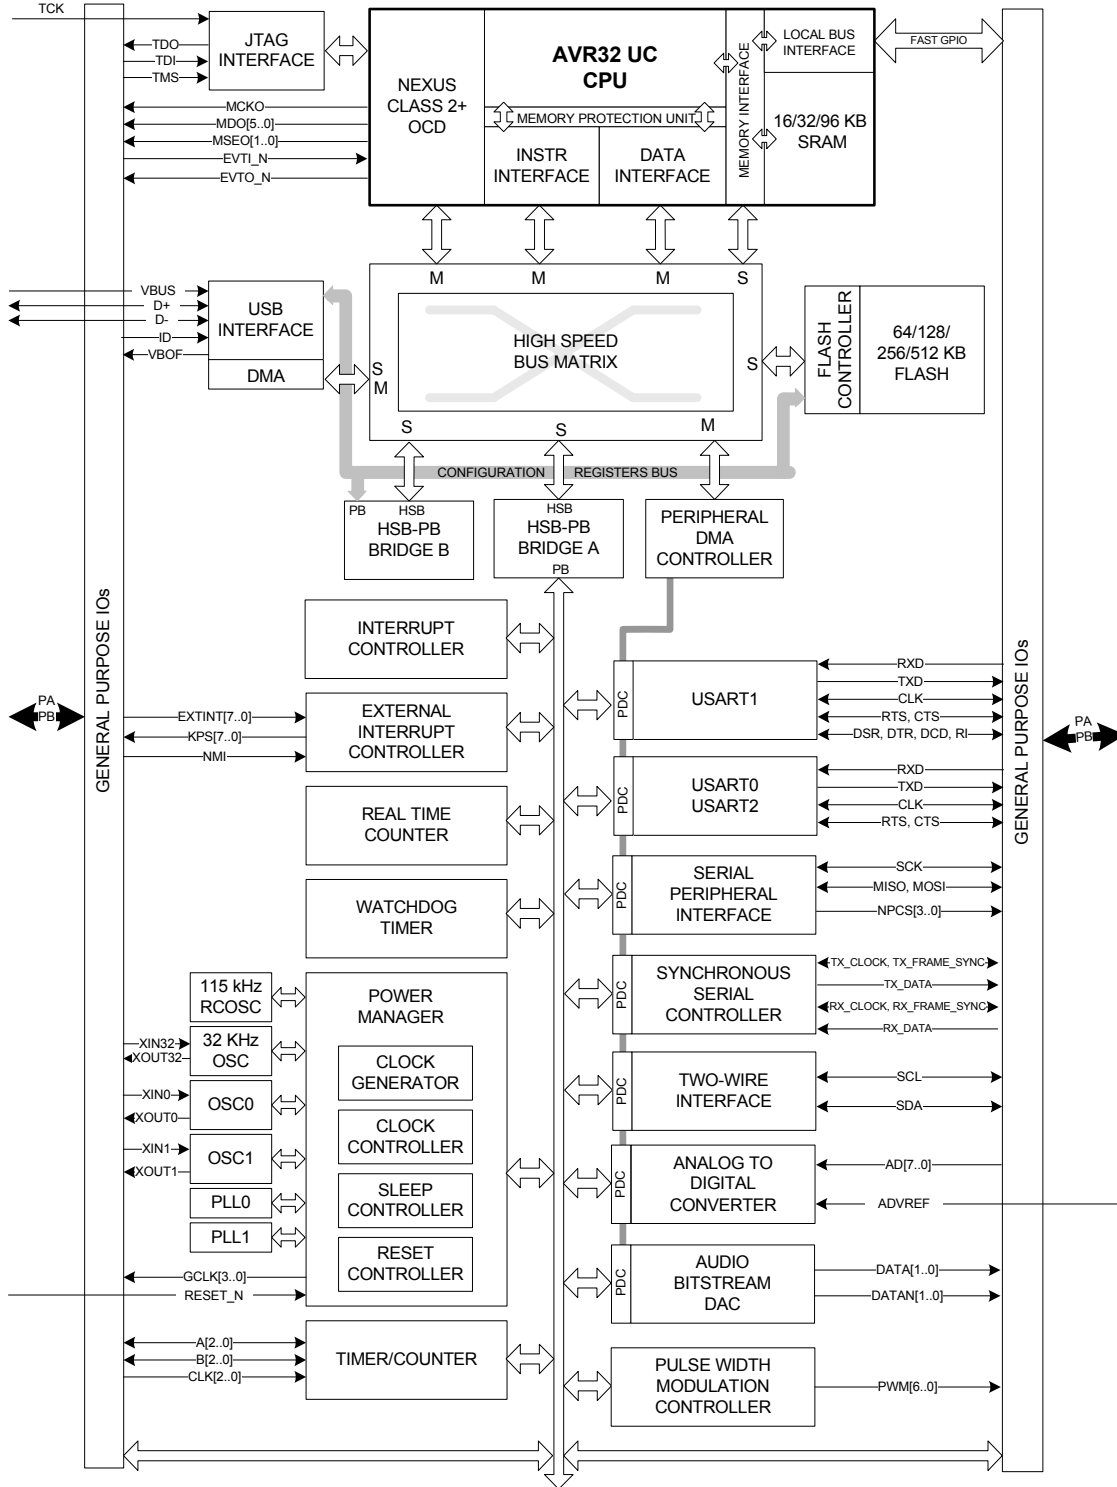 TCK
TDO
TDI
TMS
JTAG
INTERFACE
MCKO
MDO[5..0]
MSEO[1..0]
EVTI_N
EVTO_N
NEXUS
CLASS 2+
OCD
AVR32 UC
CPU
MEMORY PROTECTION UNIT
INSTR
INTERFACE
DATA
INTERFACE
MEMORY INTERFACE
LOCAL BUS
INTERFACE
16/32/96 KB
SRAM
FAST GPIO
M
M
M
S
VBUS
D+
D-
ID
VBOF
USB
INTERFACE
DMA
S
M
HIGH SPEED
BUS MATRIX
S
FLASH
CONTROLLER
64/128/
256/512 KB
FLASH
S
S
M
CONFIGURATION REGISTERS BUS
PB
HSB
HSB-PB
BRIDGE B
HSB
HSB-PB
BRIDGE A
PB
PERIPHERAL
DMA
CONTROLLER
GENERAL PURPOSE IOs
PA
PB
INTERRUPT
CONTROLLER
EXTINT[7..0]
KPS[7..0]
NMI
EXTERNAL
INTERRUPT
CONTROLLER
REAL TIME
COUNTER
WATCHDOG
TIMER
115 kHz
RCOSC
XIN32
XOUT32
32 KHz
OSC
XIN0
XOUT0
OSC0
XIN1
XOUT1
OSC1
PLL0
PLL1
GCLK[3..0]
RESET_N
POWER
MANAGER
CLOCK
GENERATOR
CLOCK
CONTROLLER
SLEEP
CONTROLLER
RESET
CONTROLLER
A[2..0]
B[2..0]
CLK[2..0]
TIMER/COUNTER
PDC
USART1
RXD
TXD
CLK
RTS, CTS
DSR, DTR, DCD, RI
PDC
USART0
USART2
RXD
TXD
CLK
RTS, CTS
PDC
SERIAL
PERIPHERAL
INTERFACE
SCK
MISO, MOSI
NPCS[3..0]
PDC
SYNCHRONOUS
SERIAL
CONTROLLER
TX_CLOCK, TX_FRAME_SYNC
TX_DATA
RX_CLOCK, RX_FRAME_SYNC
RX_DATA
PDC
TWO-WIRE
INTERFACE
SCL
SDA
PDC
ANALOG TO
DIGITAL
CONVERTER
AD[7..0]
ADVREF
PDC
AUDIO
BITSTREAM
DAC
DATA[1..0]
DATAN[1..0]
PULSE WIDTH
MODULATION
CONTROLLER
PWM[6..0]
GENERAL PURPOSE IOs
PA
PB